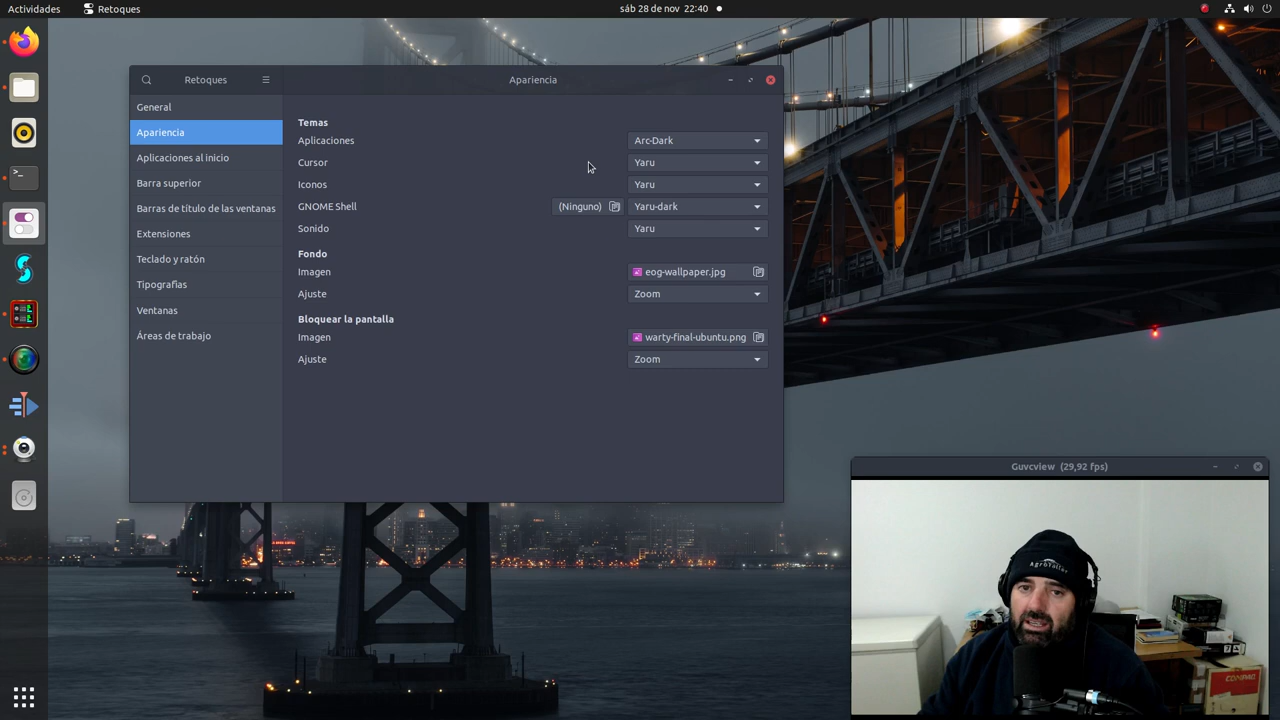 Actividades Retoques sáb 28 de nov 22:40
Retoques Apariencia
General
Apariencia
Aplicaciones al inicio
Barra superior
Barras de título de las ventanas
Extensiones
Teclado y ratón
Tipografías
Ventanas
Áreas de trabajo
Temas
Aplicaciones Arc-Dark
Cursor Yaru
Iconos Yaru
GNOME Shell (Ninguno) Yaru-dark
Sonido Yaru
Fondo
Imagen eog-wallpaper.jpg
Ajuste Zoom
Bloquear la pantalla
Imagen warty-final-ubuntu.png
Ajuste Zoom
Guvcview (29,92 fps)
AgroTaller
COMPAC